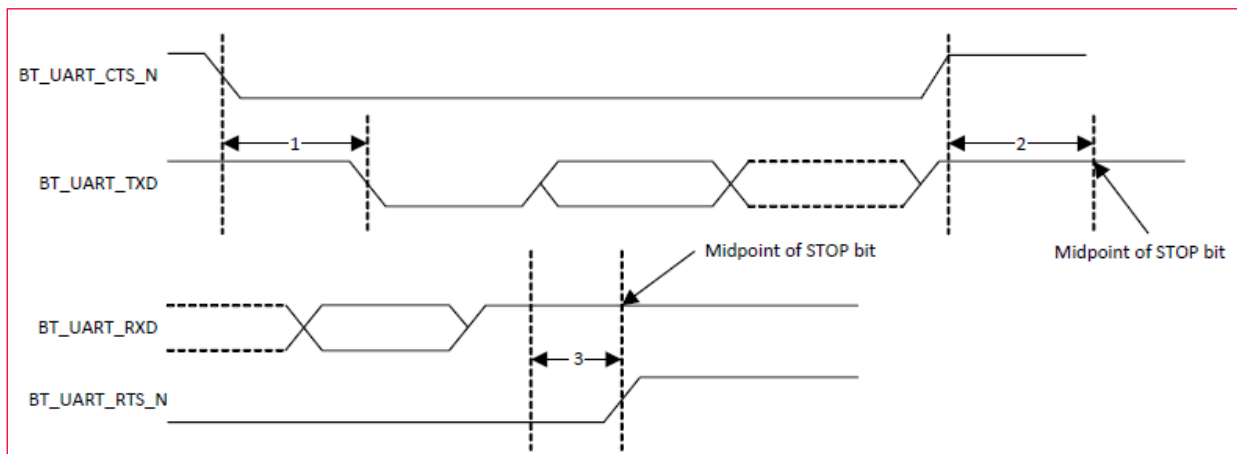 BT_UART_CTS_N
1
2
BT_UART_TXD
Midpoint of STOP bit
Midpoint of STOP bit
BT_UART_RXD
3
BT_UART_RTS_N